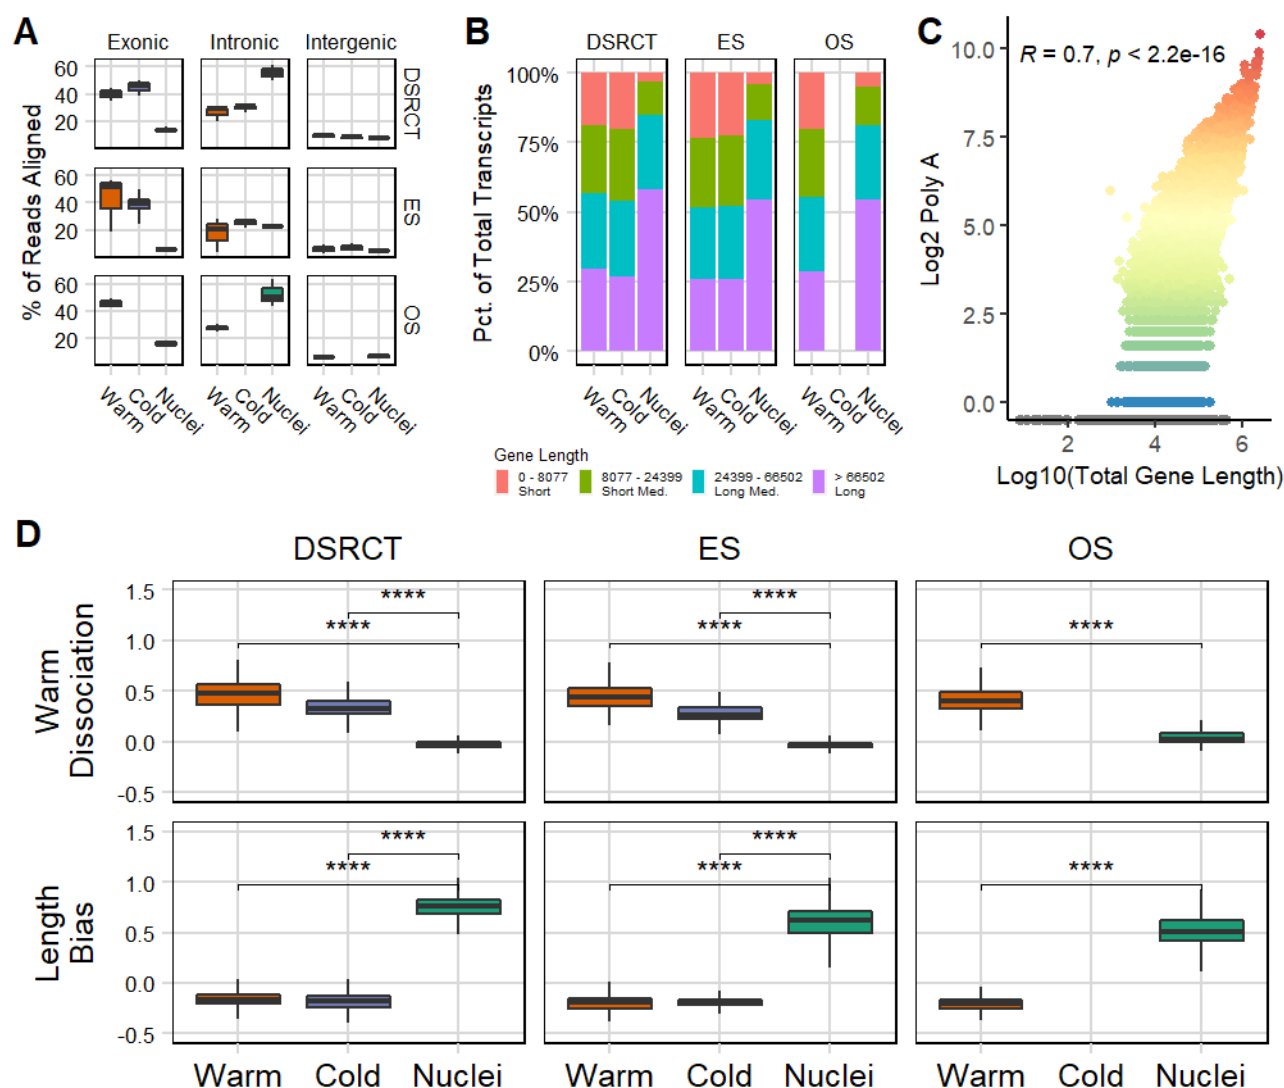 A
Exonic Intronic Intergenic
% of Reads Aligned
60
40
20
DSRCT
60
40
20
ES
60
40
20
OS
Warm Cold Nuclei Warm Cold Nuclei Warm Cold Nuclei
B
DSRCT ES OS
Pct. of Total Transcripts
100%
75%
50%
25%
0%
Warm Cold Nuclei Warm Cold Nuclei Warm Cold Nuclei
Gene Length
0 - 8077 8077 - 24399 24399 - 66502 > 66502
Short Short Med. Long Med. Long
C
R = 0.7, p < 2.2e-16
Log2 Poly A
10.0
7.5
5.0
2.5
0.0
2 4 6
Log10(Total Gene Length)
D
DSRCT ES OS
Warm
Dissociation
1.5
1.0
0.5
0.0
-0.5
**** **** ****
**** ****
Length
Bias
1.5
1.0
0.5
0.0
-0.5
**** **** ****
**** ****
Warm Cold Nuclei Warm Cold Nuclei Warm Cold Nuclei